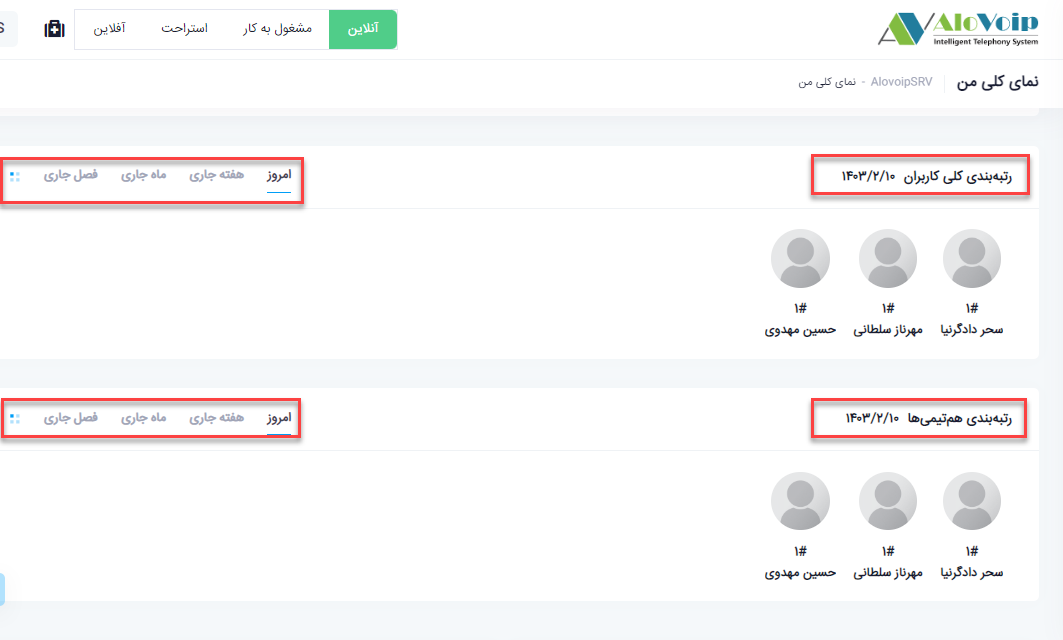 AloVoip
Intelligent Telephony System
آنلاین
مشغول به کار
استراحت
آفلاین
S
نمای کلی من
AlovoipSRV - نمای کلی من
رتبه‌بندی کلی کاربران ۱۴۰۳/۲/۱۰
امروز
هفته جاری
ماه جاری
فصل جاری
#۱
#۱
#۱
سحر دادگرنیا
مهرناز سلطانی
حسین مهدوی
رتبه‌بندی هم‌تیمی‌ها ۱۴۰۳/۲/۱۰
امروز
هفته جاری
ماه جاری
فصل جاری
#۱
#۱
#۱
سحر دادگرنیا
مهرناز سلطانی
حسین مهدوی